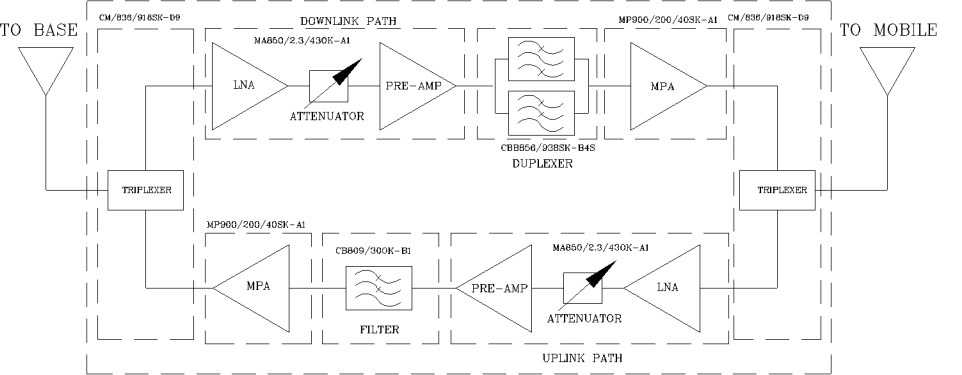 CM/836/918SK-D9
DOWNLINK PATH
MP900/200/40SK-A1
CM/836/918SK-D9
TO BASE
TO MOBILE
MA850/2.3/430K-A1
LNA
PRE-AMP
MPA
ATTENUATOR
CBB856/938SK-B4S
DUPLEXER
TRIPLEXER
TRIPLEXER
MP900/200/40SK-A1
CB809/300K-B1
MA850/2.3/430K-A1
MPA
PRE-AMP
LNA
ATTENUATOR
FILTER
UPLINK PATH